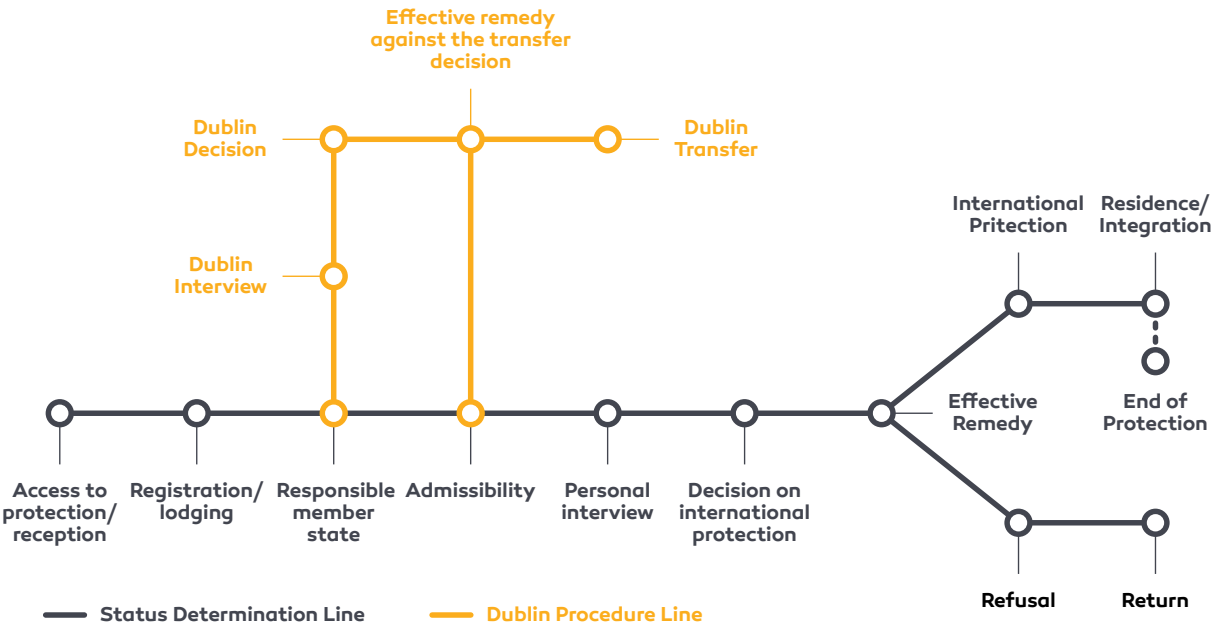 Effective remedy
against the transfer
decision
Dublin
Decision
Dublin
Transfer
Dublin
Interview
International
Pritection
Residence/
Integration
Effective
Remedy
End of
Protection
Access to
protection/
reception
Registration/
lodging
Responsible
member
state
Admissibility
Personal
interview
Decision on
international
protection
Refusal
Return
Status Determination Line
Dublin Procedure Line